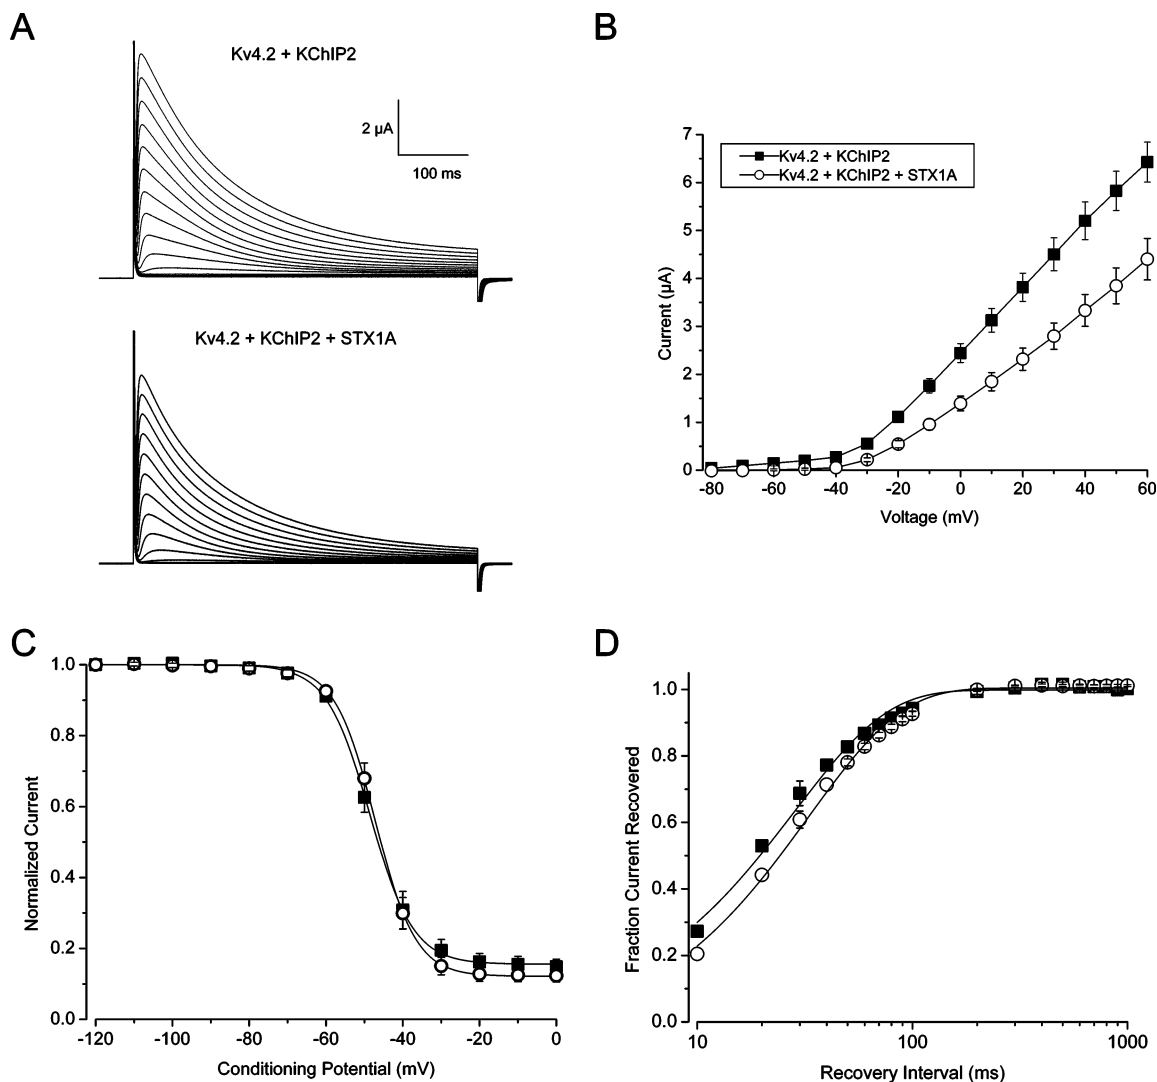 A
Kv4.2 + KChIP2
2 µA
100 ms
Kv4.2 + KChIP2 + STX1A
B
7
6
5
4
3
2
1
0
Current (µA)
Kv4.2 + KChIP2
Kv4.2 + KChIP2 + STX1A
-80 -60 -40 -20 0 20 40 60
Voltage (mV)
C
1.0
0.8
0.6
0.4
0.2
0.0
Normalized Current
-120 -100 -80 -60 -40 -20 0
Conditioning Potential (mV)
D
1.0
0.8
0.6
0.4
0.2
0.0
Fraction Current Recovered
10 100 1000
Recovery Interval (ms)